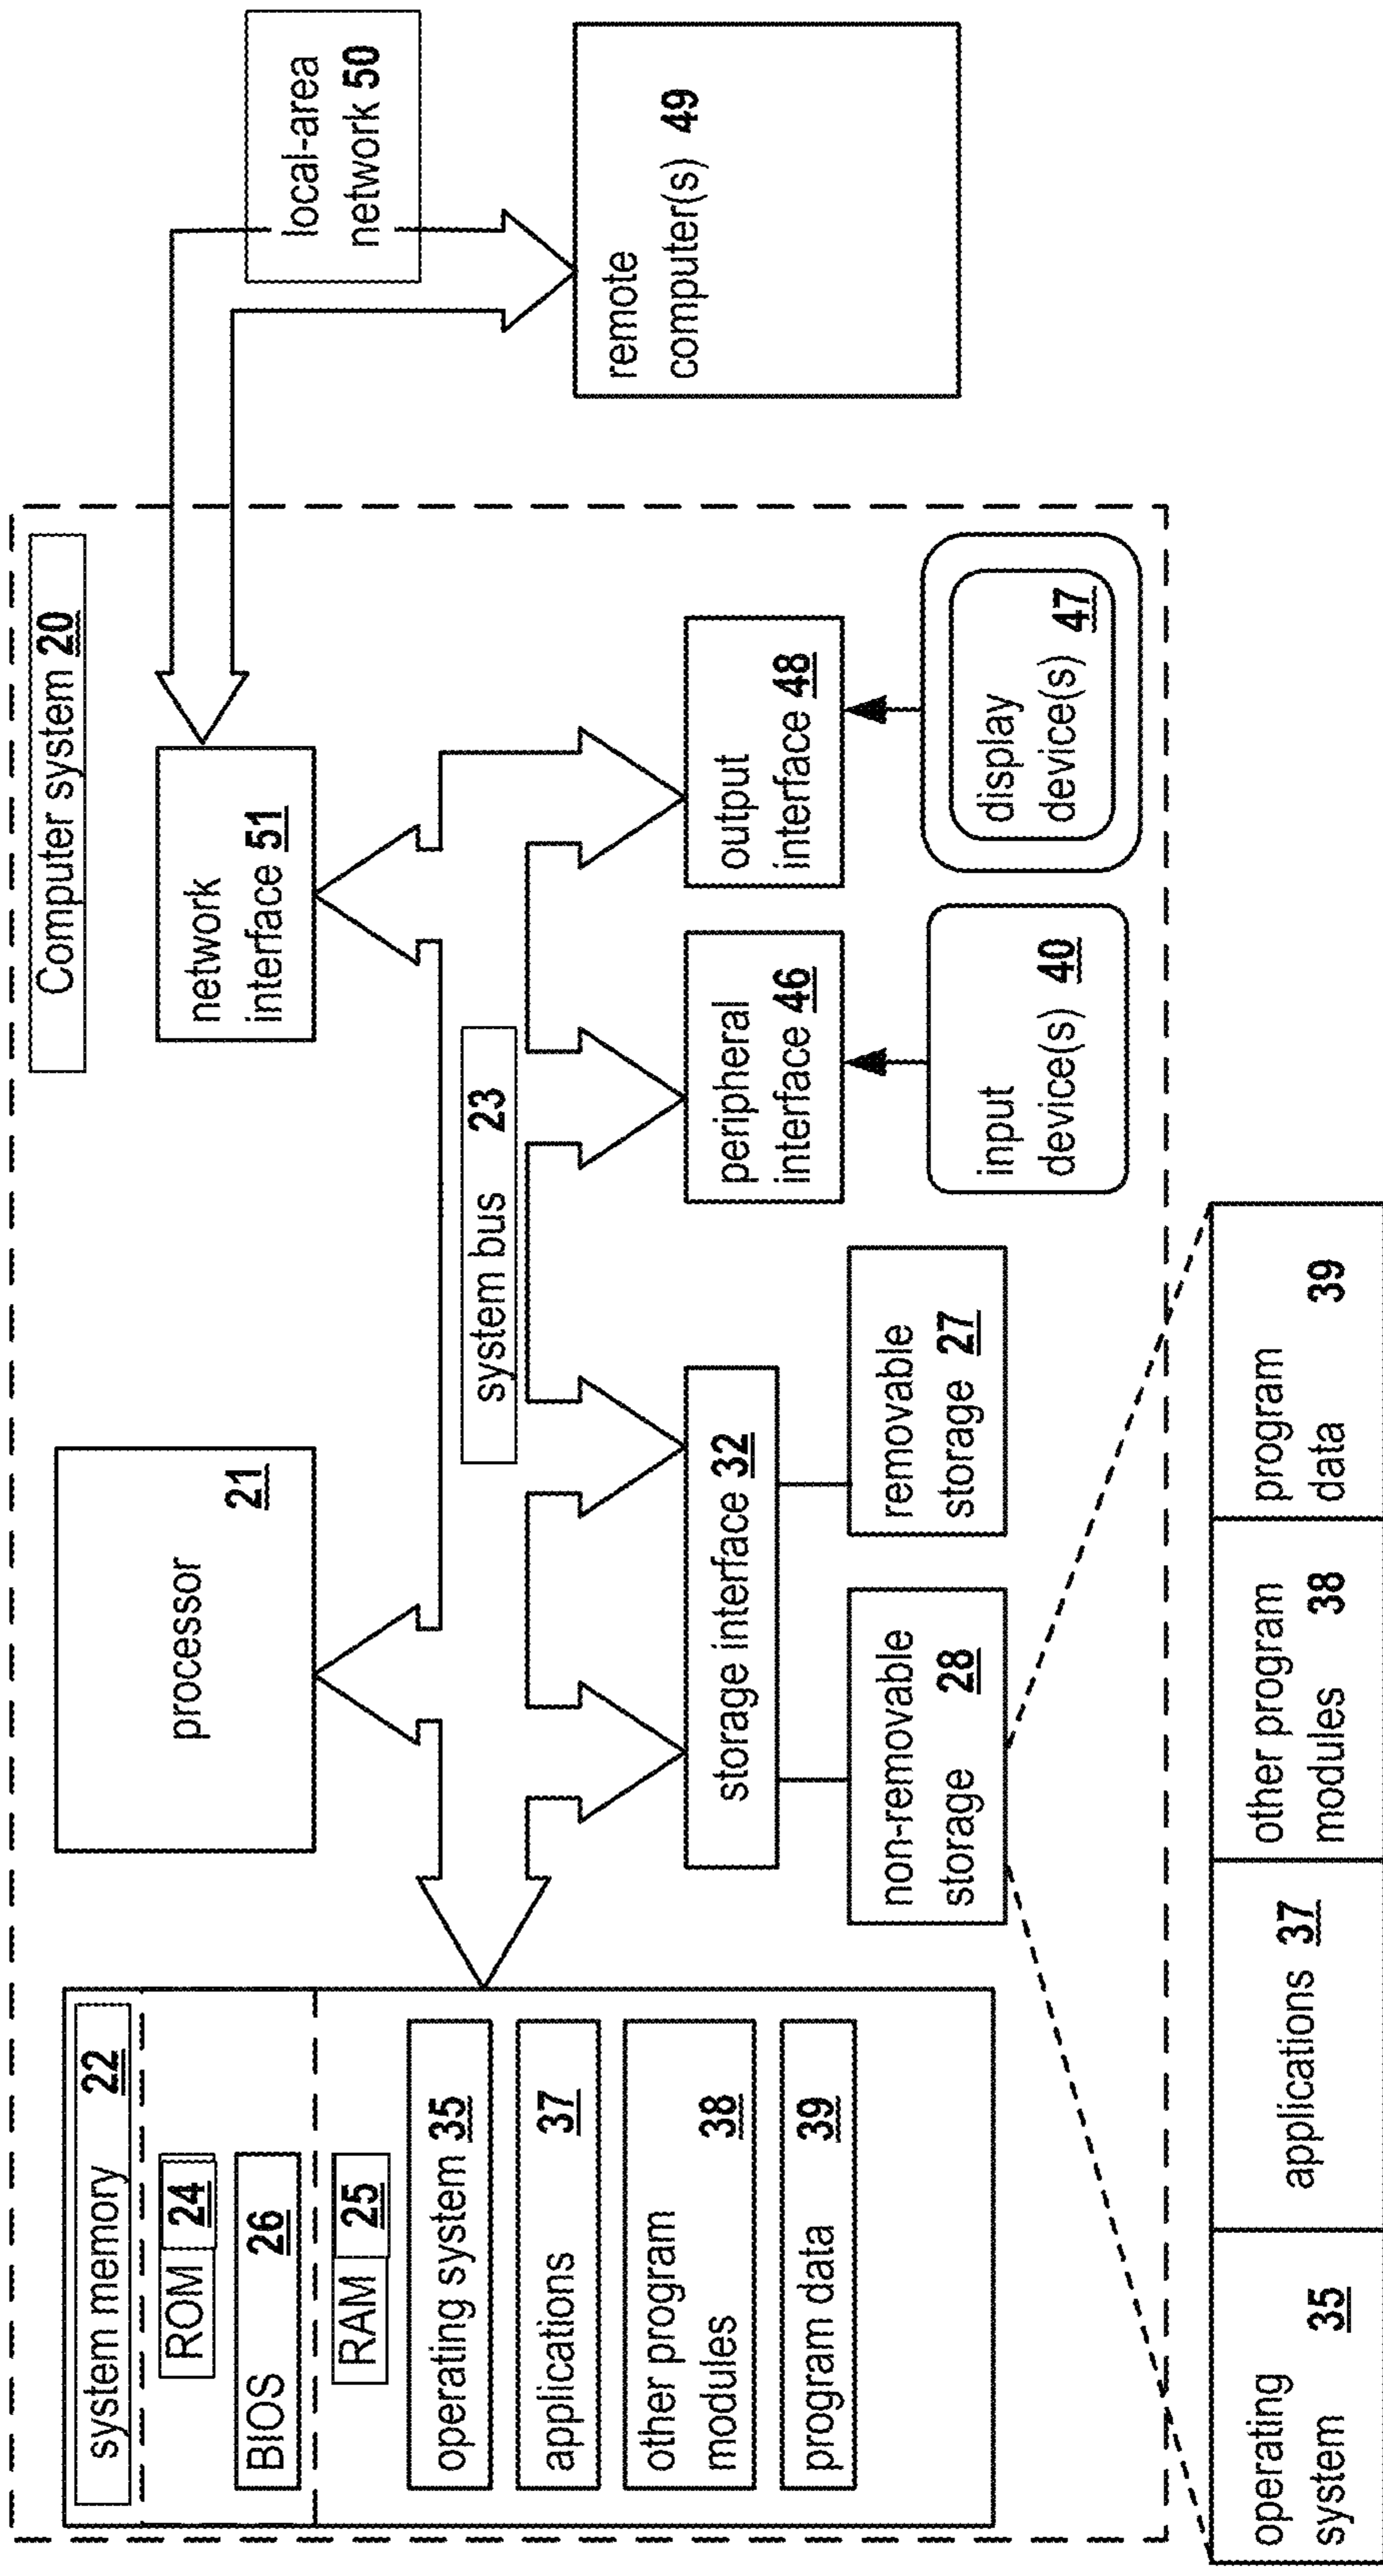 Computer system 20
system memory 22
ROM 24
BIOS 26
RAM 25
operating system 35
applications 37
other program
modules 38
program data 39
processor 21
network
interface 51
local-area
network 50
system bus 23
storage interface 32
peripheral
interface 46
output
interface 48
remote
computer(s) 49
non-removable
storage 28
removable
storage 27
input
device(s) 40
display
device(s) 47
operating
system 35
applications 37
other program
modules 38
program
data 39